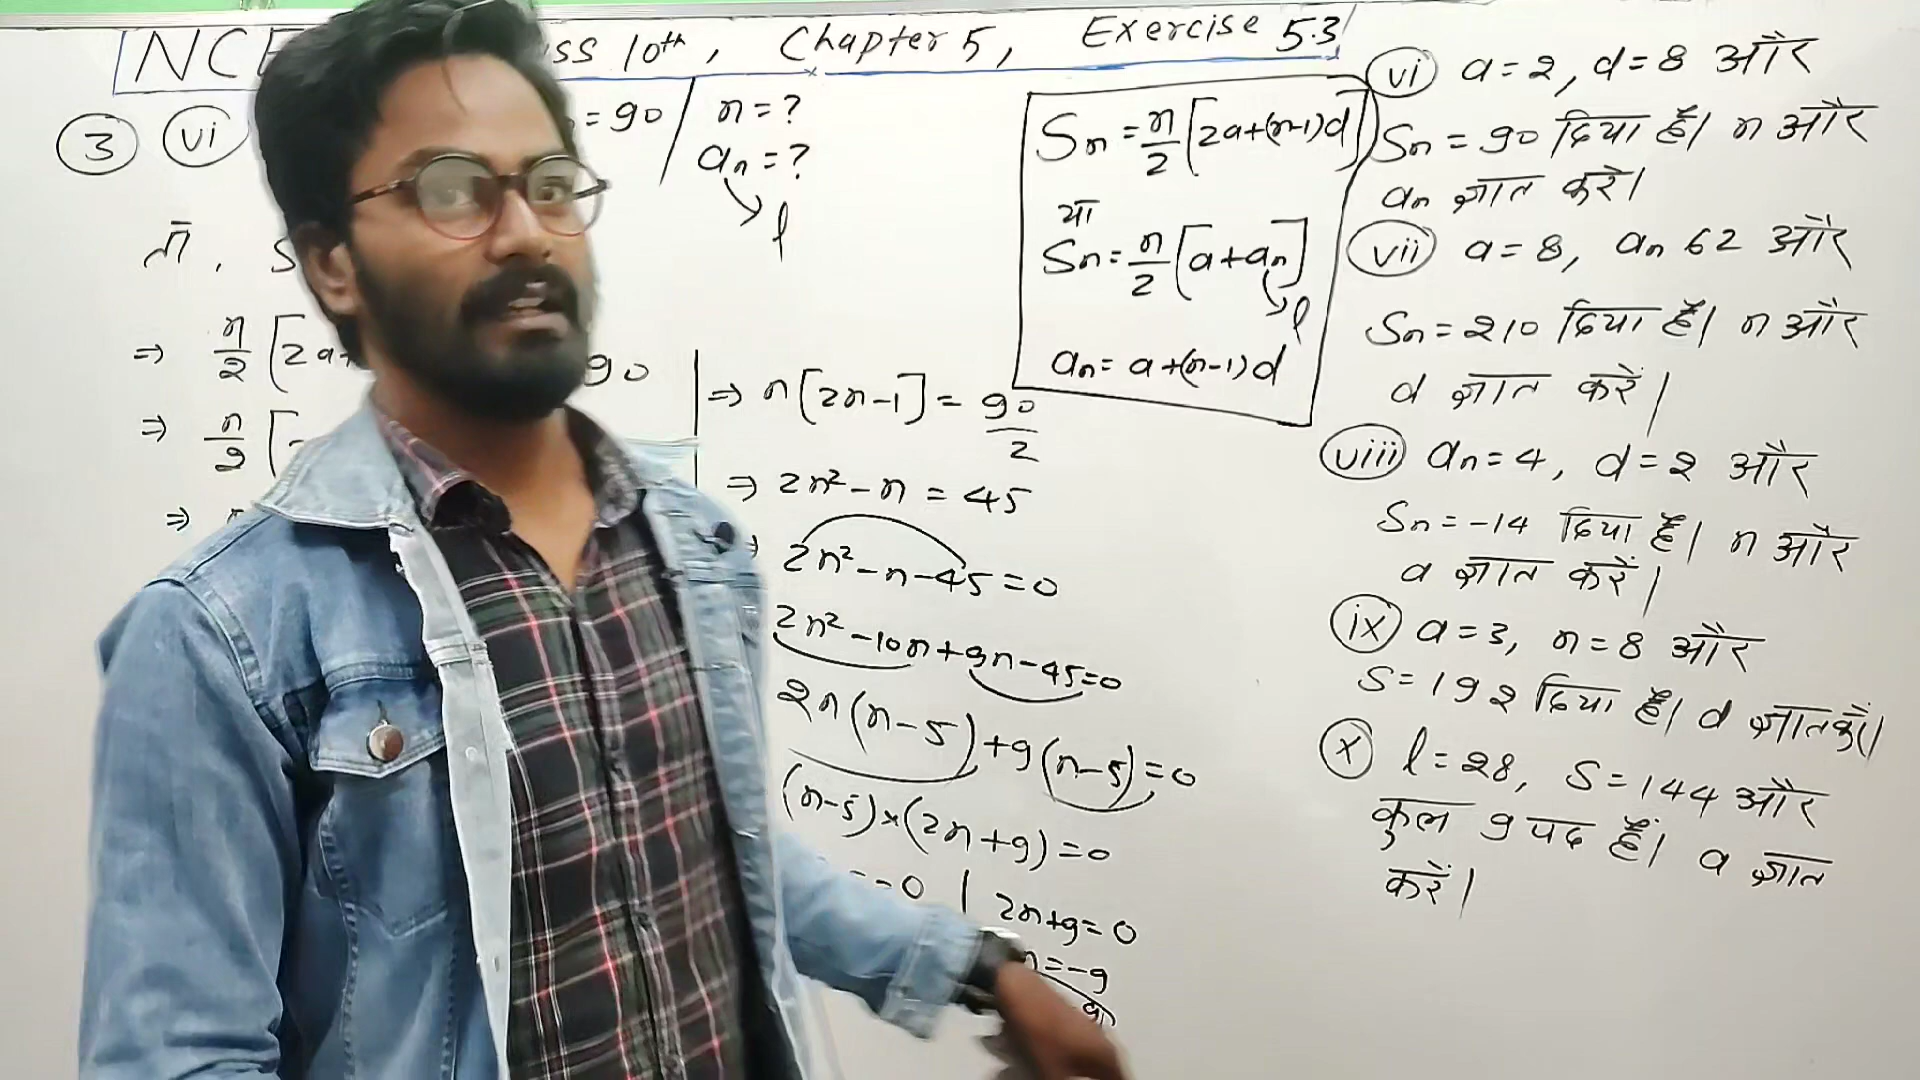 NCE ss 10th, Chapter 5, Exercise 5.3
3 vi = 90 n = ?
an = ?
l
तो, S
⇒ n/2 [2a+ 90
⇒ n/2 [
⇒
⇒ n[2n-1] = 90/2
⇒ 2n²-n = 45
2n²-n-45=0
2n²-10n+9n-45=0
2n(n-5)+9(n-5)=0
(n-5)×(2n+9)=0
=0 | 2n+9=0
n=-9
Sn = n/2 [2a+(n-1)d]
या
Sn = n/2 [a+an]
l
an = a+(n-1)d
vi a=2, d=8 और
Sn = 90 दिया है। n और
an ज्ञात करें।
vii a=8, an 62 और
Sn = 210 दिया है। n और
d ज्ञात करें।
viii an=4, d=2 और
Sn = -14 दिया है। n और
a ज्ञात करें।
ix a=3, n=8 और
S=192 दिया है। d ज्ञात करें।
x l=28, S=144 और
कुल 9 पद हैं। a ज्ञात
करें।